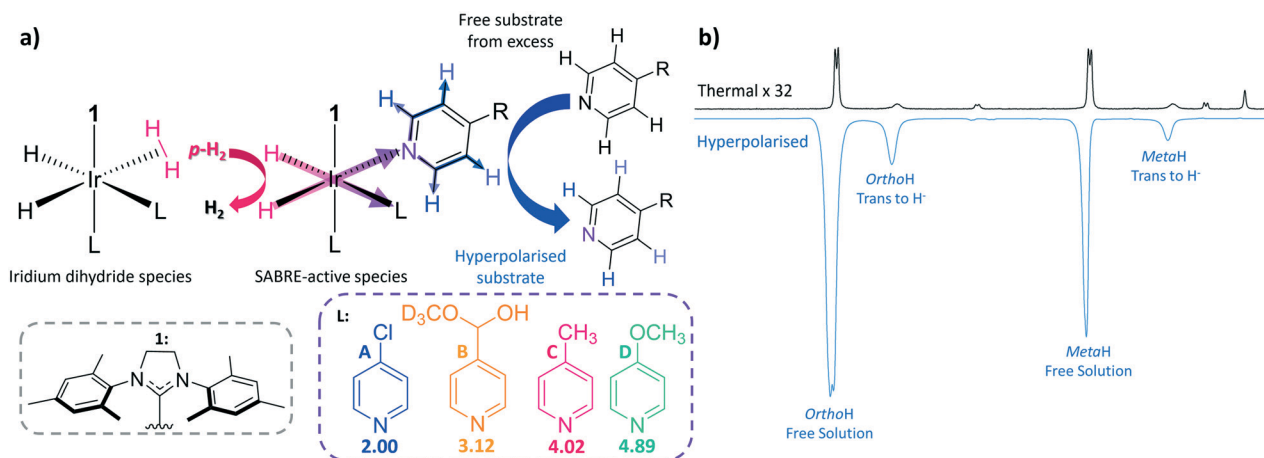 a)
1
H
H
H
H
Ir
L
L
Iridium dihydride species
p-H₂
H₂
1
H
H
Ir
N
H
H
H
H
R
L
L
SABRE-active species
Free substrate
from excess
H
H
R
N
H
H
H
H
R
N
H
H
Hyperpolarised
substrate
1:
N
N
L:
A
Cl
N
2.00
D₃CO
OH
B
N
3.12
CH₃
C
N
4.02
OCH₃
D
N
4.89
b)
Thermal x 32
Hyperpolarised
OrthoH
Trans to H⁻
MetaH
Trans to H⁻
MetaH
Free Solution
OrthoH
Free Solution